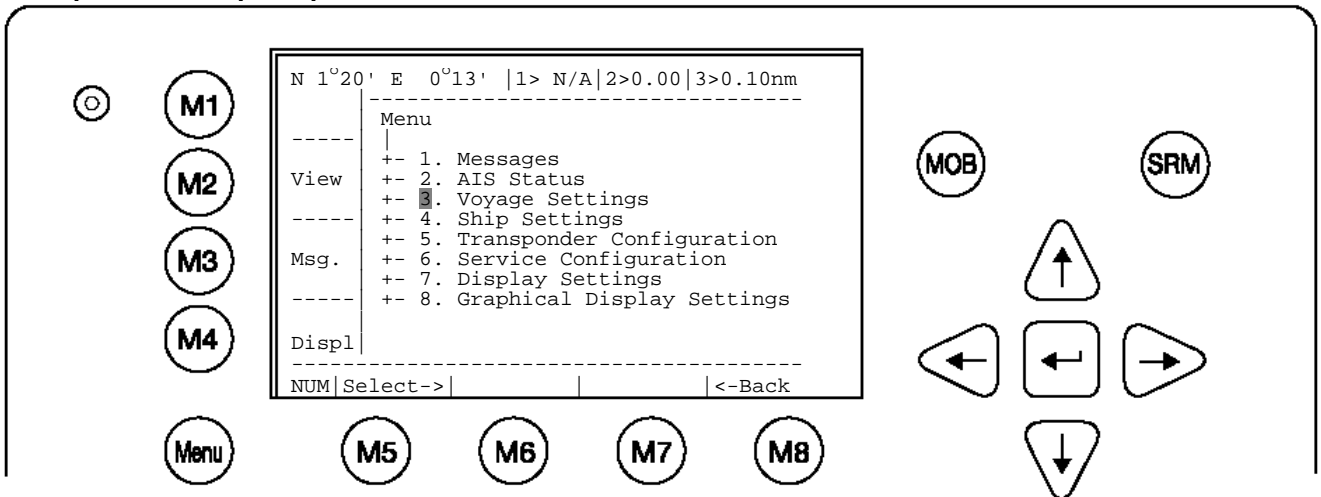 N 1°20' E 0°13' |1> N/A|2>0.00|3>0.10nm
Menu
+- 1. Messages
+- 2. AIS Status
+- 3. Voyage Settings
+- 4. Ship Settings
+- 5. Transponder Configuration
+- 6. Service Configuration
+- 7. Display Settings
+- 8. Graphical Display Settings
View
Msg.
Displ
NUM|Select->| | |<-Back
M1
M2
M3
M4
Menu
M5
M6
M7
M8
MOB
SRM